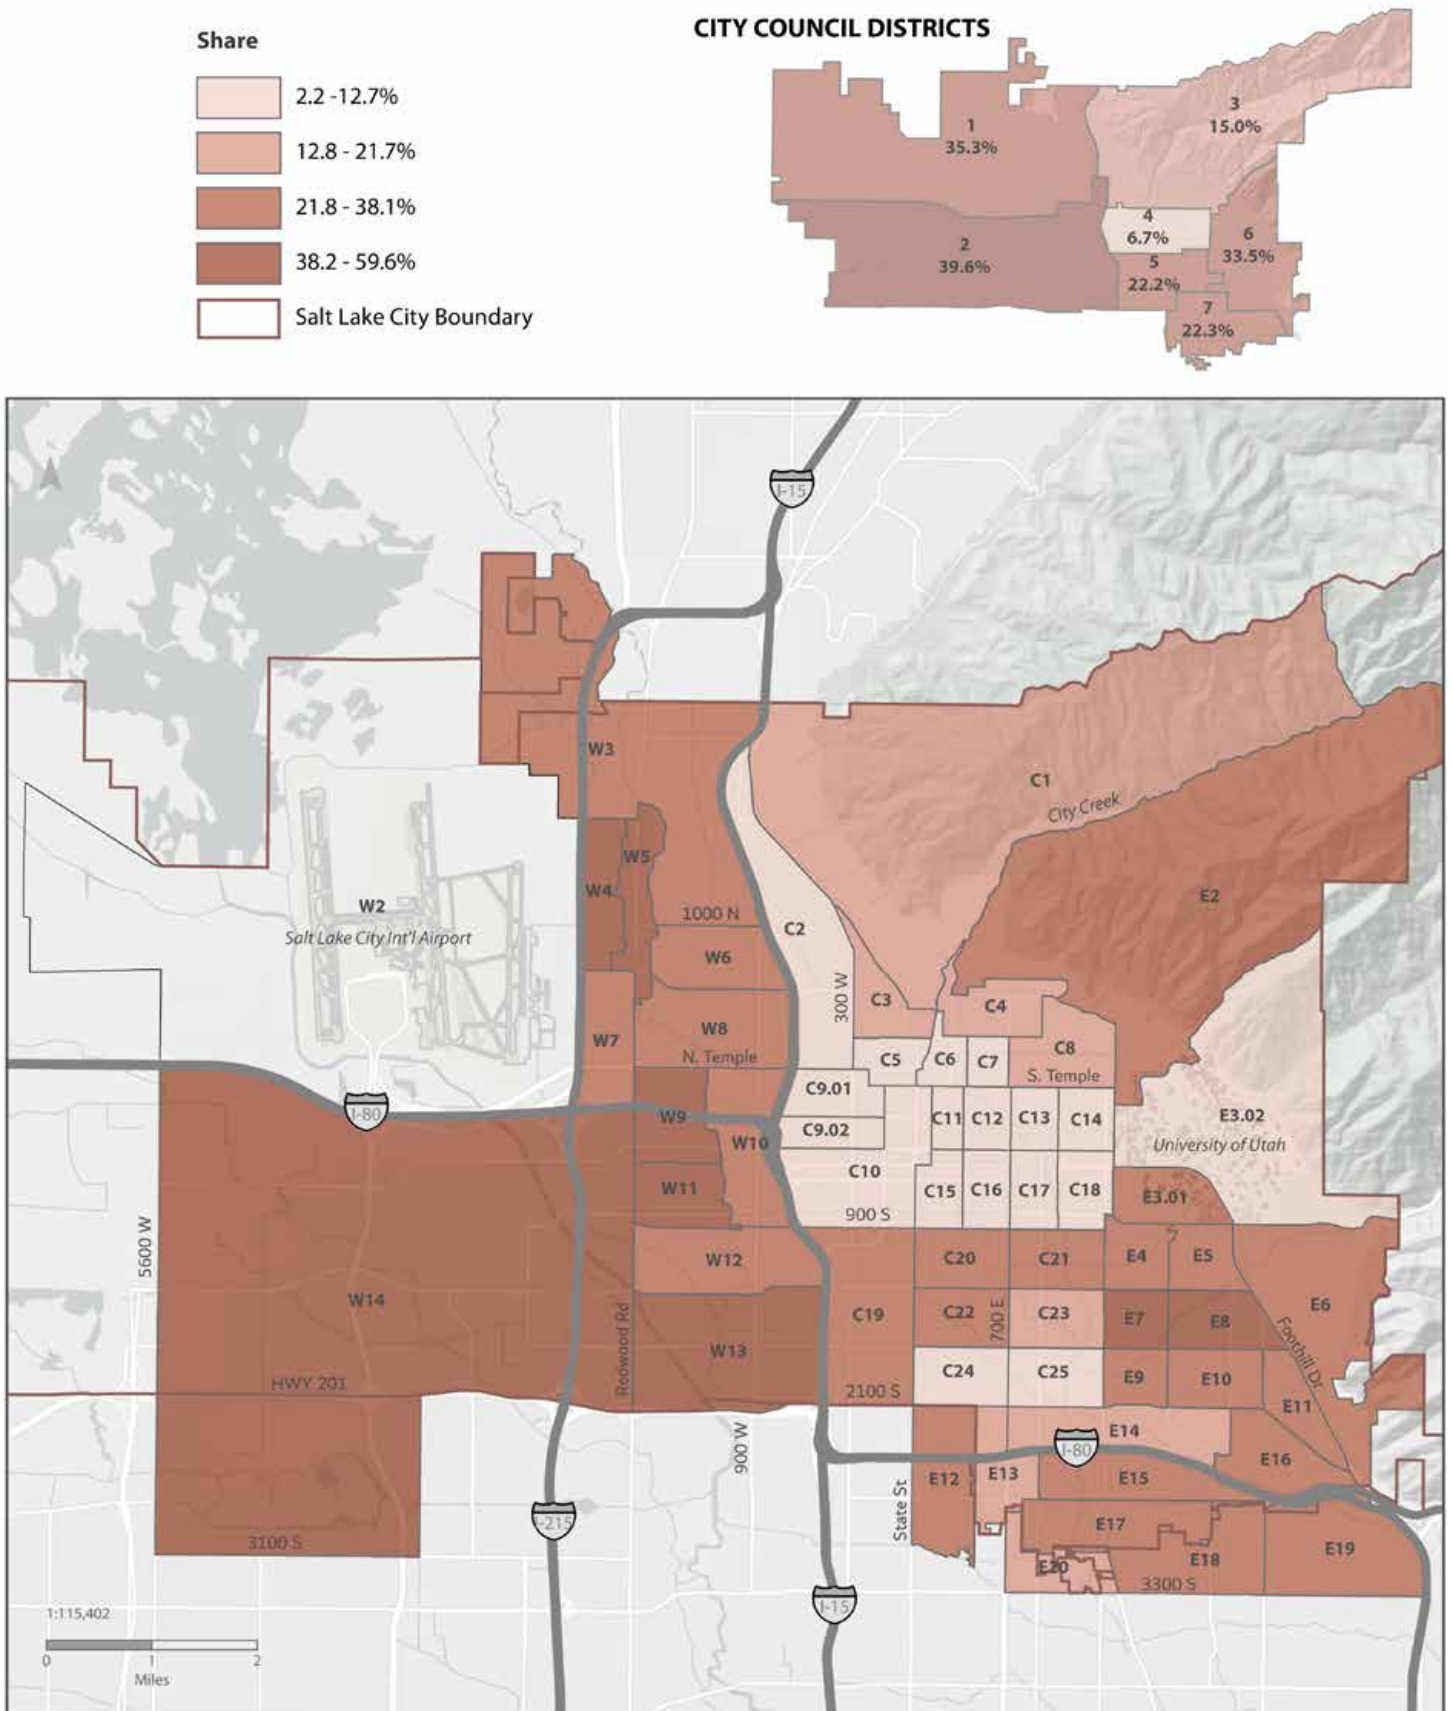 CITY COUNCIL DISTRICTS
Share
2.2 -12.7%
12.8 - 21.7%
21.8 - 38.1%
38.2 - 59.6%
Salt Lake City Boundary
3
15.0%
1
35.3%
4
6.7%
6
33.5%
2
39.6%
5
22.2%
7
22.3%
N
I-15
W3
C1
City Creek
W5
W4
E2
W2
Salt Lake City Int'l Airport
1000 N
C2
W6
300 W
C3
C4
W7
W8
N. Temple
C5
C6
C7
C8
S. Temple
C9.01
I-80
W9
C11
C12
C13
C14
E3.02
University of Utah
W10
C9.02
C10
W11
C15
C16
C17
C18
E3.01
900 S
5600 W
W12
C20
C21
E4
E5
W14
C19
C22
700 E
C23
E7
E8
E6
Redwood Rd
W13
Foothill Dr
HWY 201
2100 S
C24
C25
E9
E10
E11
900 W
E14
I-80
E12
E13
E15
E16
State St
I-215
E17
3100 S
E20
E18
3300 S
E19
I-15
1:115,402
0 1 2
Miles